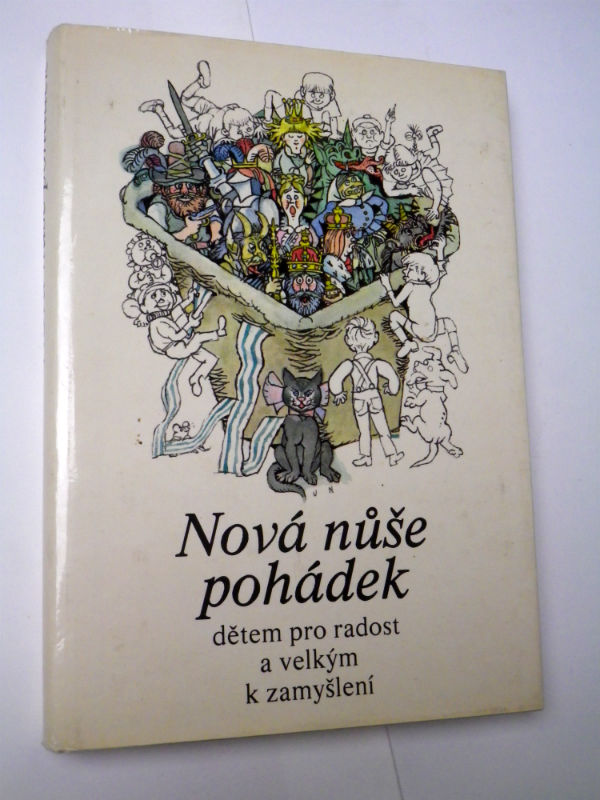 Nová nůše
pohádek
dětem pro radost
a velkým
k zamyšlení